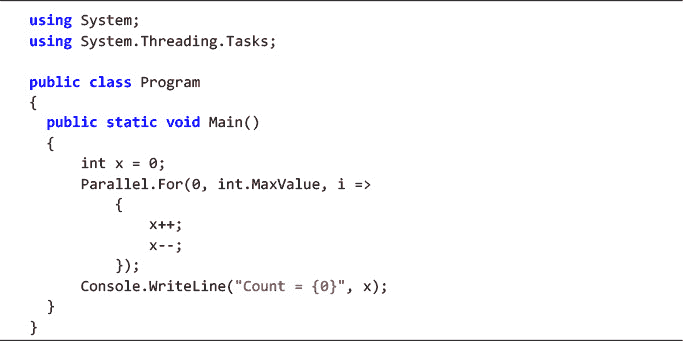 using System;
using System.Threading.Tasks;
public class Program
{
public static void Main()
{
int x = 0;
Parallel.For(0, int.MaxValue, i =>
{
x++;
x--;
});
Console.WriteLine("Count = {0}", x);
}
}